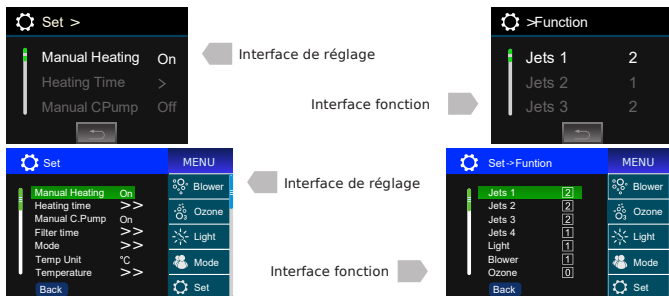 Set >
Manual Heating On
Heating Time >
Manual CPump Off
Interface de réglage
Interface fonction
>Function
Jets 1 2
Jets 2 1
Jets 3 2
Set
MENU
Manual Heating On
Heating time >>
Manual C.Pump On
Filter time >>
Mode >>
Temp Unit °C
Temperature >>
Back
Blower
O₃ Ozone
Light
Mode
Set
Interface de réglage
Interface fonction
Set->Funtion
MENU
Jets 1 2
Jets 2 2
Jets 3 2
Jets 4 1
Light 1
Blower 1
Ozone 0
Back
Blower
O₃ Ozone
Light
Mode
Set